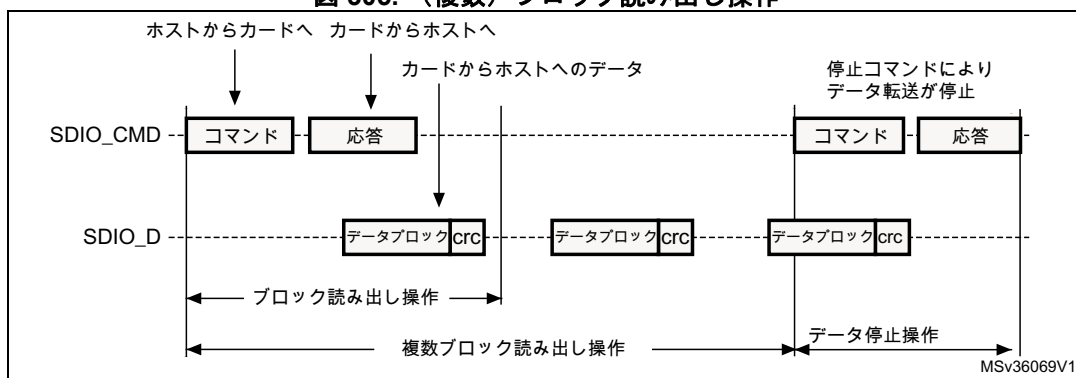 ホストからカードへ カードからホストへ
カードからホストへのデータ
停止コマンドにより
データ転送が停止
SDIO_CMD コマンド 応答 コマンド 応答
SDIO_D データブロック crc データブロック crc データブロック crc
ブロック読み出し操作
複数ブロック読み出し操作 データ停止操作
MSv36069V1